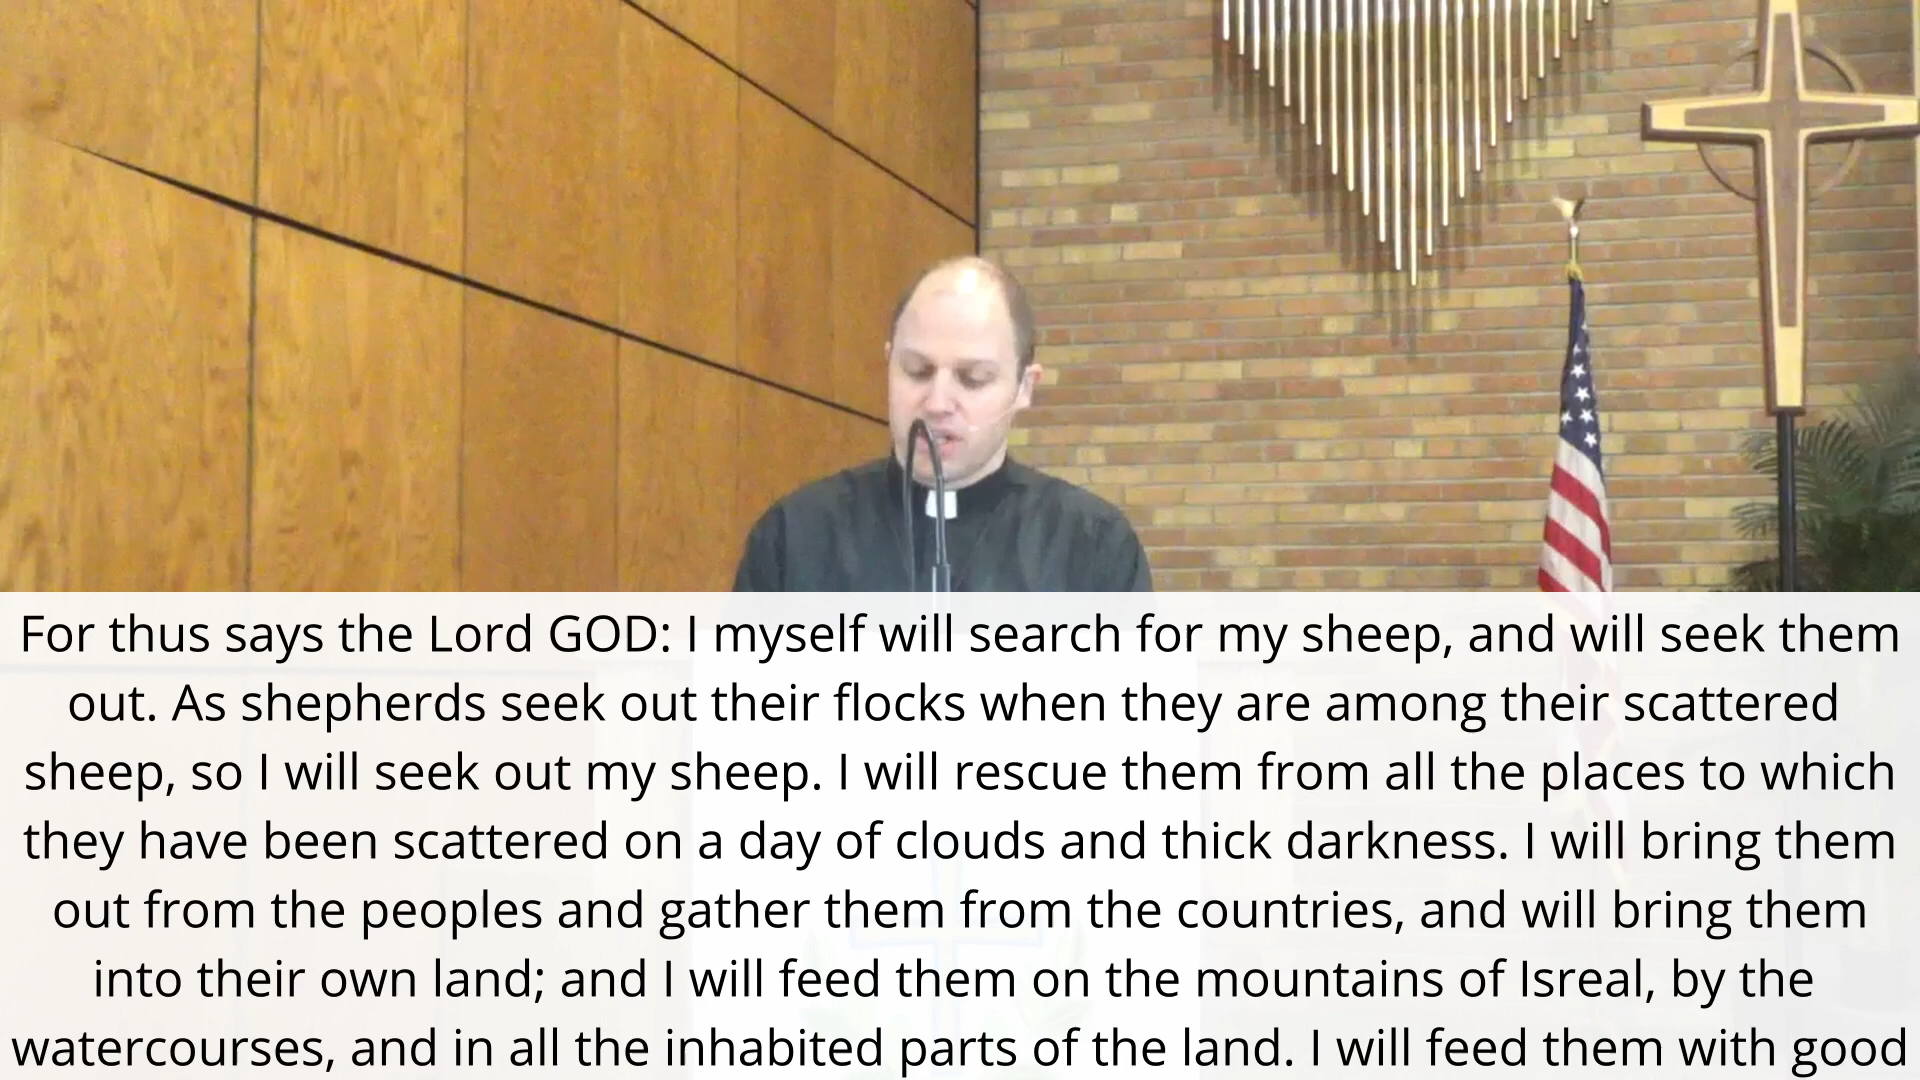 For thus says the Lord GOD: I myself will search for my sheep, and will seek them
out. As shepherds seek out their flocks when they are among their scattered
sheep, so I will seek out my sheep. I will rescue them from all the places to which
they have been scattered on a day of clouds and thick darkness. I will bring them
out from the peoples and gather them from the countries, and will bring them
into their own land; and I will feed them on the mountains of Isreal, by the
watercourses, and in all the inhabited parts of the land. I will feed them with good